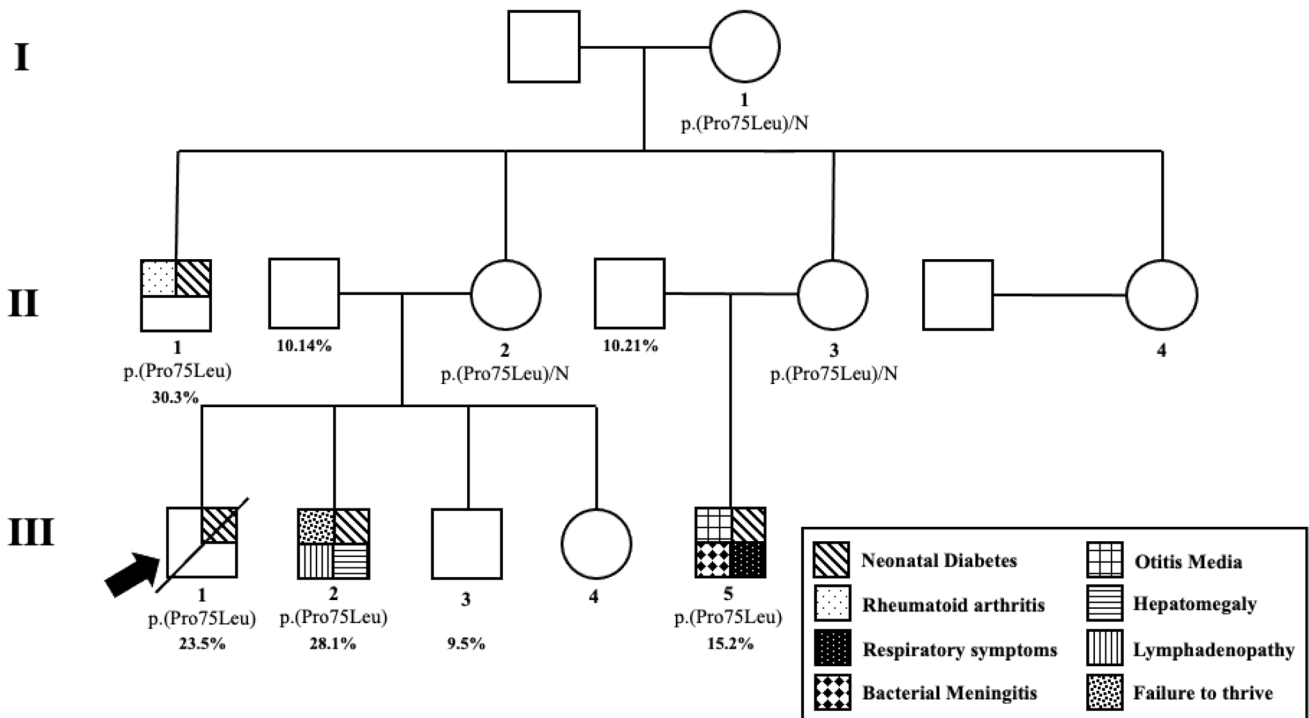 I
1
p.(Pro75Leu)/N
II
1
p.(Pro75Leu)
30.3%
10.14%
2
p.(Pro75Leu)/N
10.21%
3
p.(Pro75Leu)/N
4
III
1
p.(Pro75Leu)
23.5%
2
p.(Pro75Leu)
28.1%
3
9.5%
4
5
p.(Pro75Leu)
15.2%
Neonatal Diabetes
Rheumatoid arthritis
Respiratory symptoms
Bacterial Meningitis
Otitis Media
Hepatomegaly
Lymphadenopathy
Failure to thrive